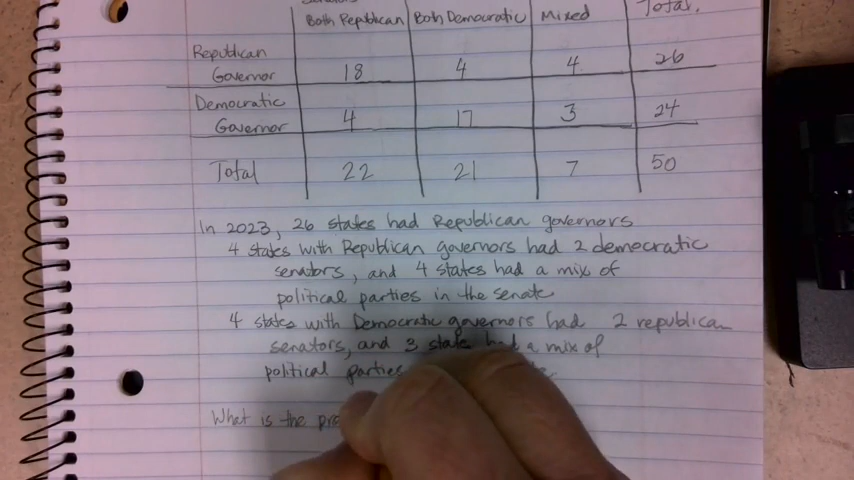 Both Republican Both Democratic Mixed Total.
Republican
Governor 18 4 4 26
Democratic
Governor 4 17 3 24
Total 22 21 7 50
In 2023, 26 states had Republican governors
4 states with Republican governors had 2 democratic
senators, and 4 states had a mix of
political parties in the senate
4 states with Democratic governors had 2 republican
senators, and 3 state had a mix of
political parties
What is the